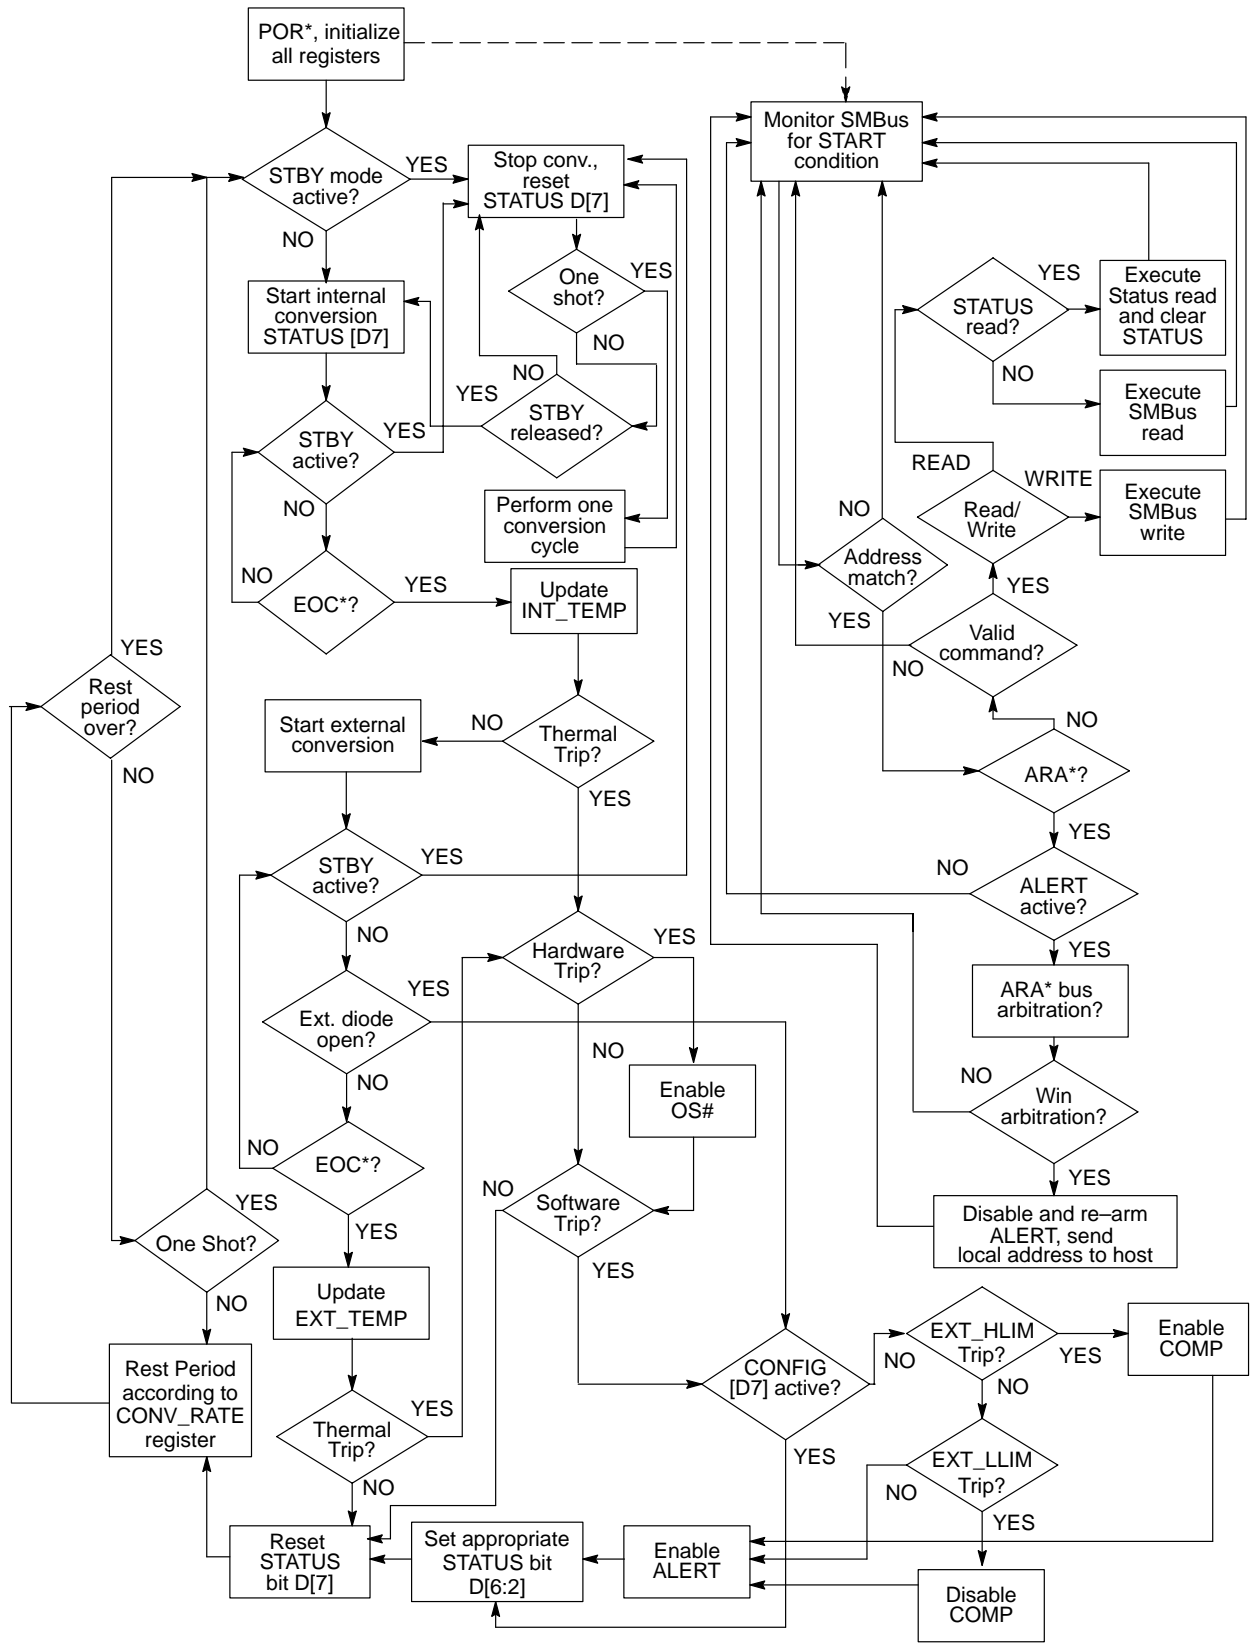 POR*, initialize
all registers
Monitor SMBus
for START
condition
STBY mode
active?
YES
NO
Stop conv.,
reset
STATUS D[7]
One
shot?
YES
NO
Start internal
conversion
STATUS [D7]
NO
YES
STBY
released?
STBY
active?
YES
NO
Perform one
conversion
cycle
EOC*?
NO
YES
Update
INT_TEMP
Thermal
Trip?
NO
YES
Start external
conversion
YES
Rest
period
over?
NO
STBY
active?
YES
NO
Hardware
Trip?
YES
NO
Ext. diode
open?
YES
NO
Enable
OS#
EOC*?
NO
YES
Software
Trip?
NO
YES
YES
One Shot?
NO
Update
EXT_TEMP
Rest Period
according to
CONV_RATE
register
Thermal
Trip?
YES
NO
Reset
STATUS
bit D[7]
Set appropriate
STATUS bit
D[6:2]
Enable
ALERT
CONFIG
[D7] active?
NO
YES
EXT_HLIM
Trip?
YES
NO
Enable
COMP
EXT_LLIM
Trip?
NO
YES
Disable
COMP
STATUS
read?
YES
NO
Execute
Status read
and clear
STATUS
Execute
SMBus
read
READ
WRITE
Read/
Write
Execute
SMBus
write
NO
Address
match?
YES
YES
Valid
command?
NO
NO
ARA*?
YES
NO
ALERT
active?
YES
ARA* bus
arbitration?
NO
Win
arbitration?
YES
Disable and re–arm
ALERT, send
local address to host